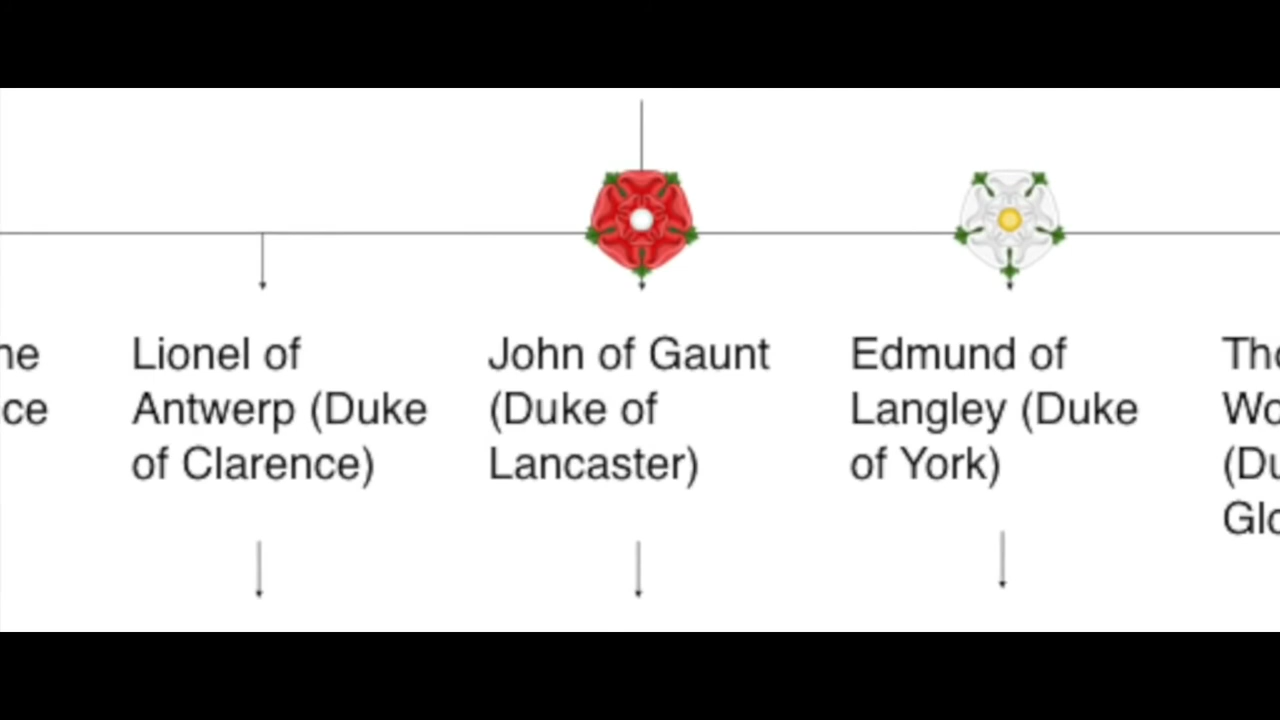 Lionel of
Antwerp (Duke
of Clarence)
John of Gaunt
(Duke of
Lancaster)
Edmund of
Langley (Duke
of York)